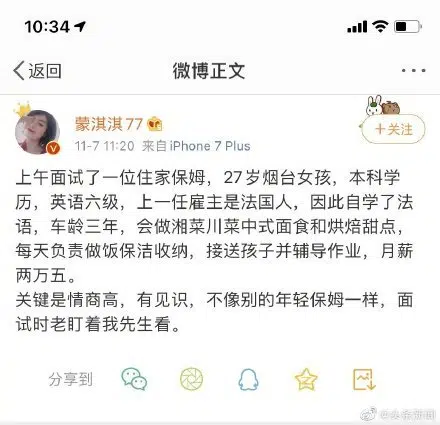 10:34
返回
微博正文
蒙淇淇77
11-7 11:20 来自iPhone 7 Plus
+关注
上午面试了一位住家保姆，27岁烟台女孩，本科学
历，英语六级，上一任雇主是法国人，因此自学了法
语，车龄三年，会做湘菜川菜中式面食和烘焙甜点，
每天负责做饭保洁收纳，接送孩子并辅导作业，月薪
两万五。
关键是情商高，有见识，不像别的年轻保姆一样，面
试时老盯着我先生看。
分享到